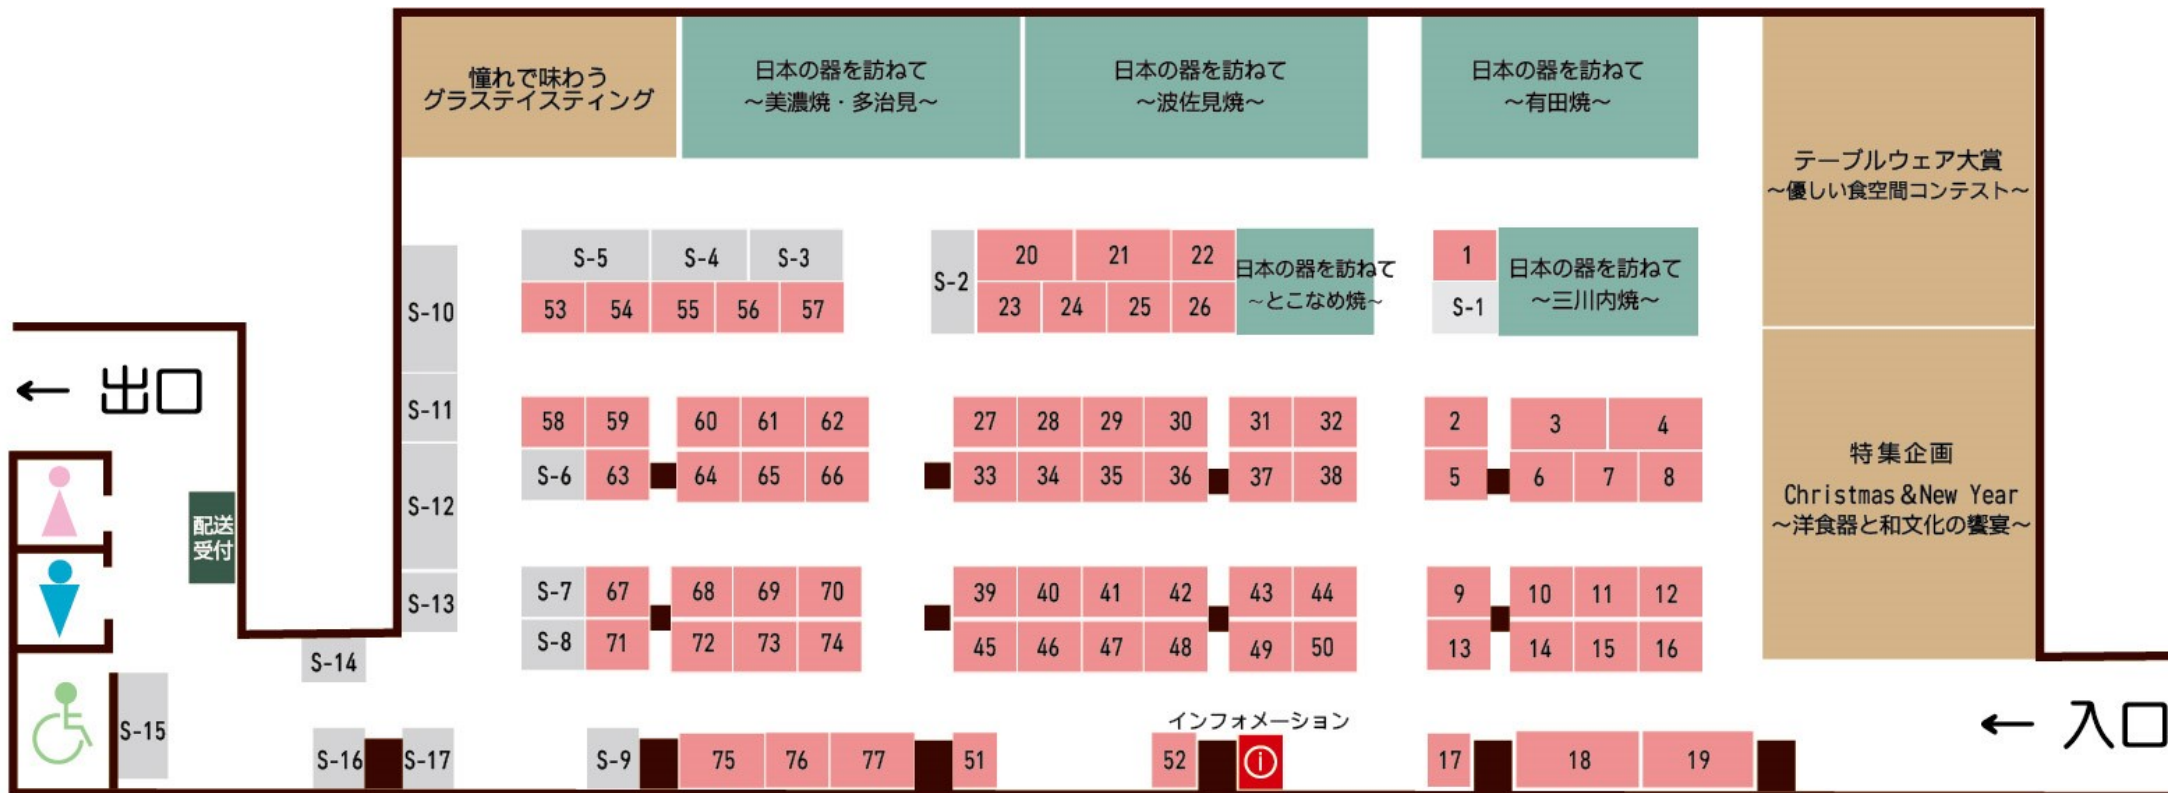 憧れで味わう
グラステイスティング
日本の器を訪ねて
~美濃焼・多治見~
日本の器を訪ねて
~波佐見焼~
日本の器を訪ねて
~有田焼~
テーブルウェア大賞
~優しい食空間コンテスト~
S-5 S-4 S-3
53 54 55 56 57
S-2
20 21 22
23 24 25 26
日本の器を訪ねて
~とこなめ焼~
1
S-1
日本の器を訪ねて
~三川内焼~
S-10
S-11
S-12
S-13
← 出口
配送
受付
58 59 60 61 62
S-6 63 64 65 66
27 28 29 30 31 32
33 34 35 36 37 38
2 3 4
5 6 7 8
特集企画
Christmas&New Year
~洋食器と和文化の饗宴~
S-7 67 68 69 70
S-8 71 72 73 74
39 40 41 42 43 44
45 46 47 48 49 50
9 10 11 12
13 14 15 16
S-14
S-15
S-16 S-17
S-9 75 76 77 51
インフォメーション
52 i
17 18 19
← 入口